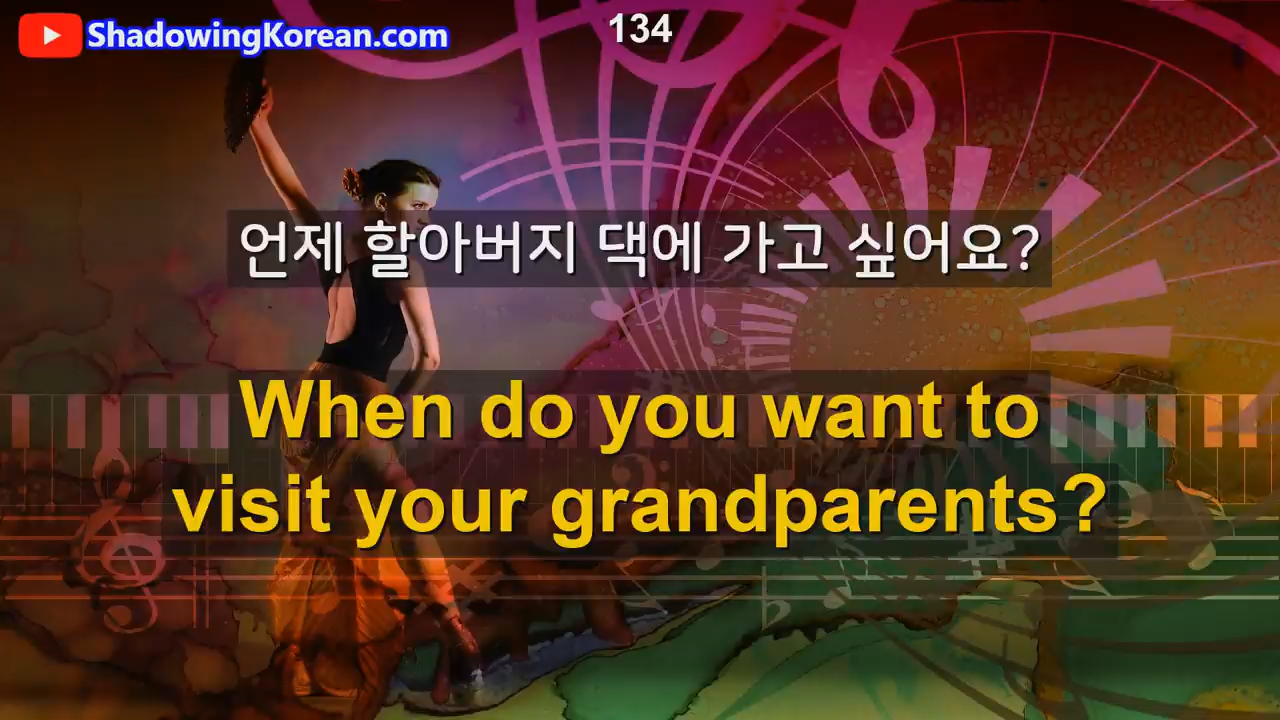 ShadowingKorean.com
134
언제 할아버지 댁에 가고 싶어요?
When do you want to
visit your grandparents?